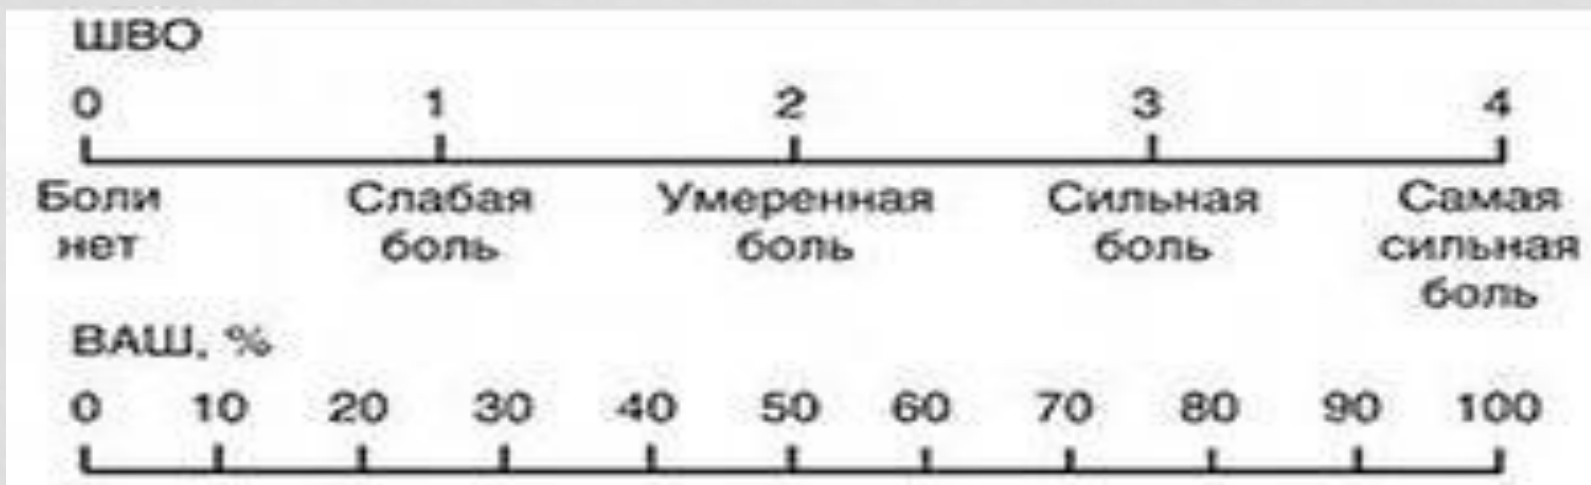 ШВО
0 1 2 3 4
Боли Слабая Умеренная Сильная Самая
нет боль боль боль сильная
боль
ВАШ, %
0 10 20 30 40 50 60 70 80 90 100